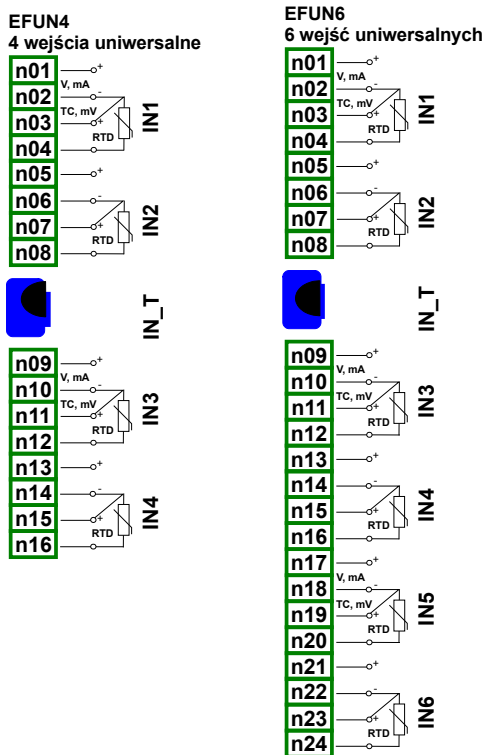 EFUN4
4 wejścia uniwersalne
n01
+
V, mA
n02
-
TC, mV
n03
+
RTD
n04
IN1
n05
+
n06
-
n07
+
RTD
n08
IN2
IN_T
n09
+
V, mA
n10
-
TC, mV
n11
+
RTD
n12
IN3
n13
+
n14
-
n15
+
RTD
n16
IN4
EFUN6
6 wejść uniwersalnych
n01
+
V, mA
n02
-
TC, mV
n03
+
RTD
n04
IN1
n05
+
n06
-
n07
+
RTD
n08
IN2
IN_T
n09
+
V, mA
n10
-
TC, mV
n11
+
RTD
n12
IN3
n13
+
n14
-
n15
+
RTD
n16
IN4
n17
+
V, mA
n18
-
TC, mV
n19
+
RTD
n20
IN5
n21
+
n22
-
n23
+
RTD
n24
IN6